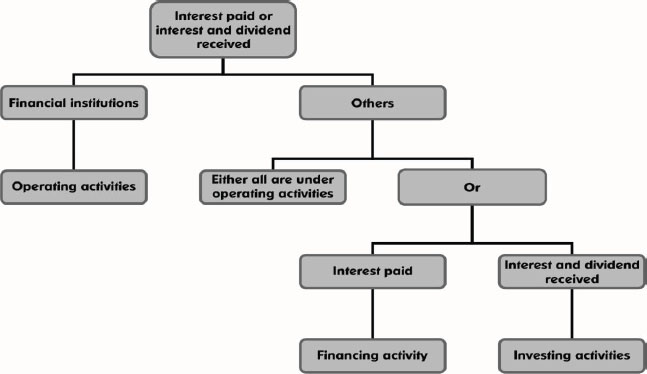 Interest paid or
interest and dividend
received
Financial institutions
Others
Operating activities
Either all are under
operating activities
Or
Interest paid
Interest and dividend
received
Financing activity
Investing activities